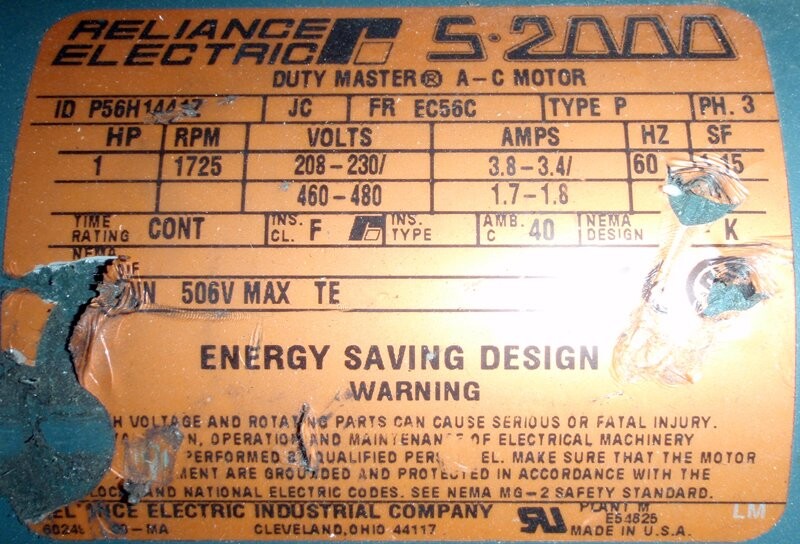 RELIANCE
ELECTRIC S-2000
DUTY MASTER® A-C MOTOR
ID JC FR EC56C TYPE P PH. 3
HP RPM VOLTS AMPS HZ SF
1 1725 208-230/ 3.8-3.4/ 60
460-480 1.7-1.8
TIME RATING CONT INS. CL. F INS. TYPE AMB. C 40 NEMA DESIGN K
506V MAX TE
ENERGY SAVING DESIGN
WARNING
VOLTAGE AND ROTATING PARTS CAN CAUSE SERIOUS OR FATAL INJURY.
OPERATION AND MAINTENANCE OF ELECTRICAL MACHINERY
PERFORMED BY QUALIFIED MAKE SURE THAT THE MOTOR
ARE GROUNDED AND PROTECTED IN ACCORDANCE WITH THE
AND NATIONAL ELECTRIC CODES. SEE NEMA MG-2 SAFETY STANDARD.
RELIANCE ELECTRIC INDUSTRIAL COMPANY PLANT M LM
CLEVELAND, OHIO 44117 E54825
MADE IN U.S.A.